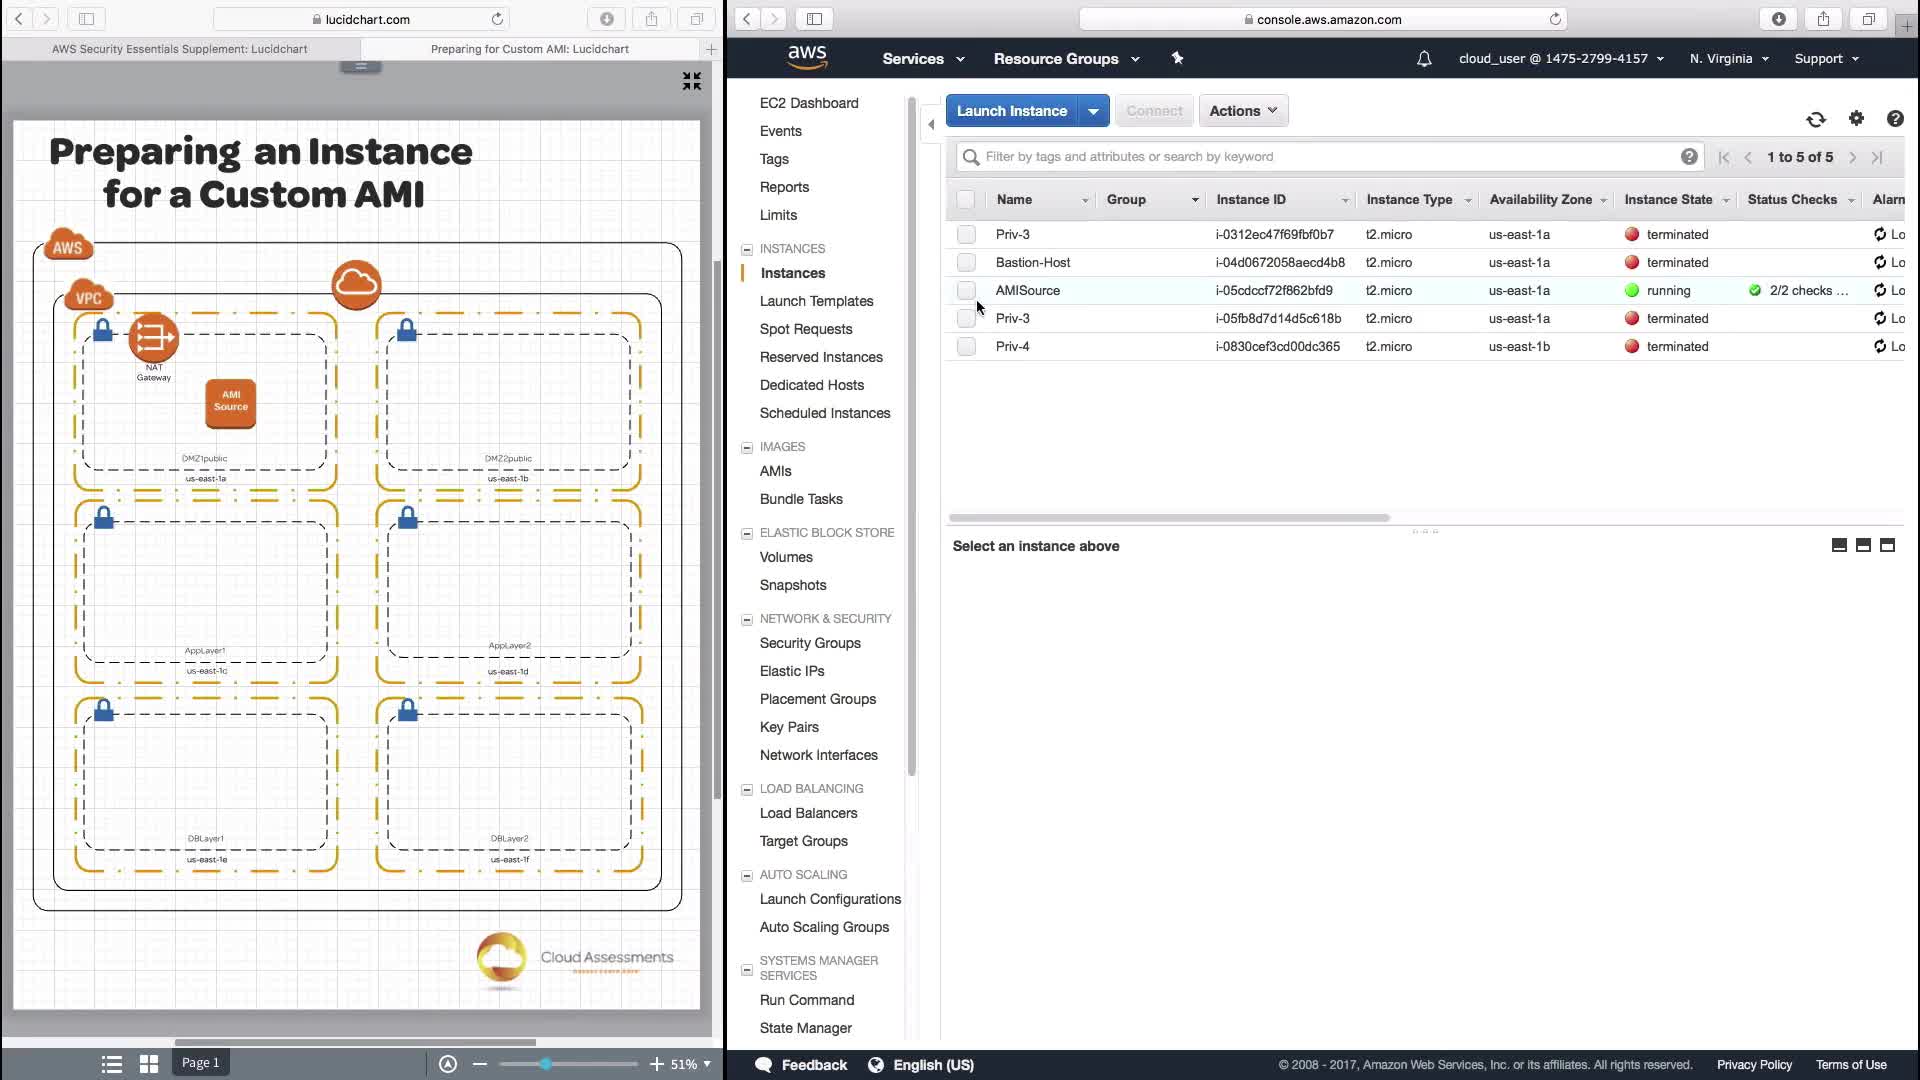 lucidchart.com
AWS Security Essentials Supplement: Lucidchart
Preparing for Custom AMI: Lucidchart
Preparing an Instance
for a Custom AMI
AWS
VPC
NAT
Gateway
AMI
Source
DMZ1public
us-east-1a
DMZ2public
us-east-1b
AppLayer1
us-east-1c
AppLayer2
us-east-1d
DBLayer1
us-east-1e
DBLayer2
us-east-1f
Cloud Assessments
Page 1
51%
console.aws.amazon.com
aws
Services
Resource Groups
cloud_user @ 1475-2799-4157
N. Virginia
Support
EC2 Dashboard
Events
Tags
Reports
Limits
INSTANCES
Instances
Launch Templates
Spot Requests
Reserved Instances
Dedicated Hosts
Scheduled Instances
IMAGES
AMIs
Bundle Tasks
ELASTIC BLOCK STORE
Volumes
Snapshots
NETWORK & SECURITY
Security Groups
Elastic IPs
Placement Groups
Key Pairs
Network Interfaces
LOAD BALANCING
Load Balancers
Target Groups
AUTO SCALING
Launch Configurations
Auto Scaling Groups
SYSTEMS MANAGER
SERVICES
Run Command
State Manager
Launch Instance
Connect
Actions
Filter by tags and attributes or search by keyword
1 to 5 of 5
Name Group Instance ID Instance Type Availability Zone Instance State Status Checks Alarn
Priv-3 i-0312ec47f69fbf0b7 t2.micro us-east-1a terminated Lo
Bastion-Host i-04d0672058aecd4b8 t2.micro us-east-1a terminated Lo
AMISource i-05cdccf72f862bfd9 t2.micro us-east-1a running 2/2 checks ... Lo
Priv-3 i-05fb8d7d14d5c618b t2.micro us-east-1a terminated Lo
Priv-4 i-0830cef3cd00dc365 t2.micro us-east-1b terminated Lo
Select an instance above
Feedback
English (US)
© 2008 - 2017, Amazon Web Services, Inc. or its affiliates. All rights reserved.
Privacy Policy
Terms of Use